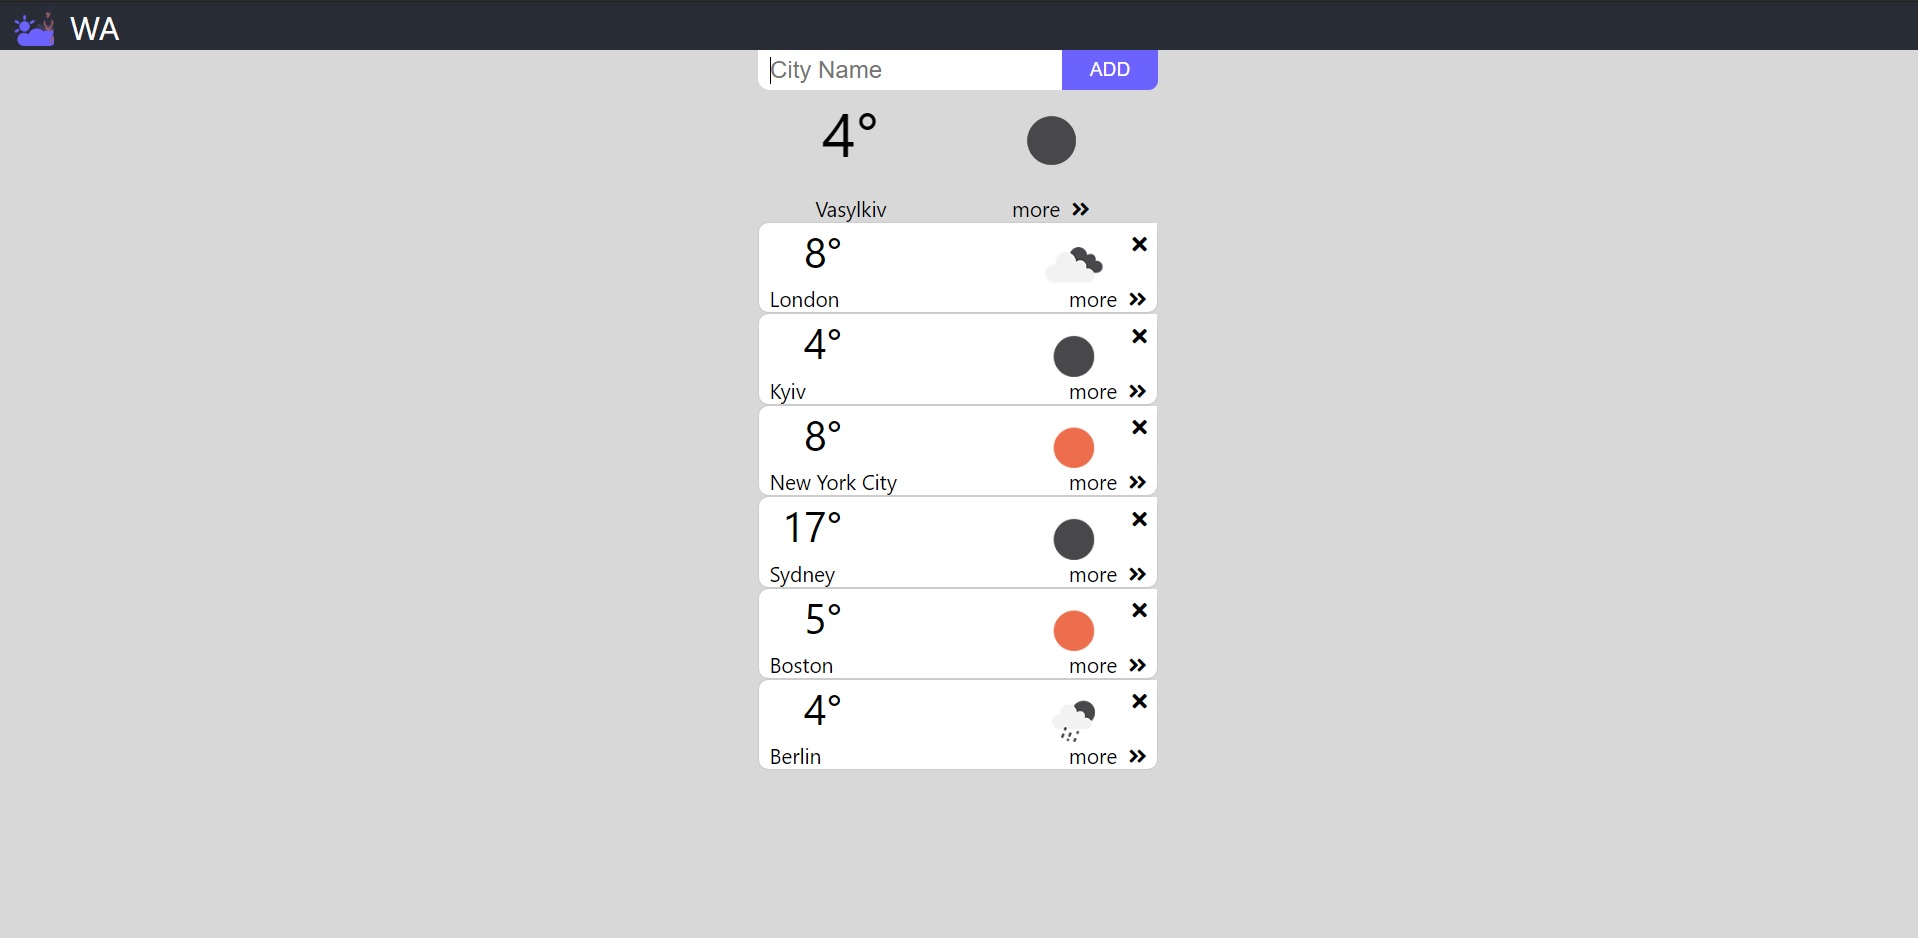 WA
City Name
ADD
4°
Vasylkiv
more
8°
London
more
4°
Kyiv
more
8°
New York City
more
17°
Sydney
more
5°
Boston
more
4°
Berlin
more